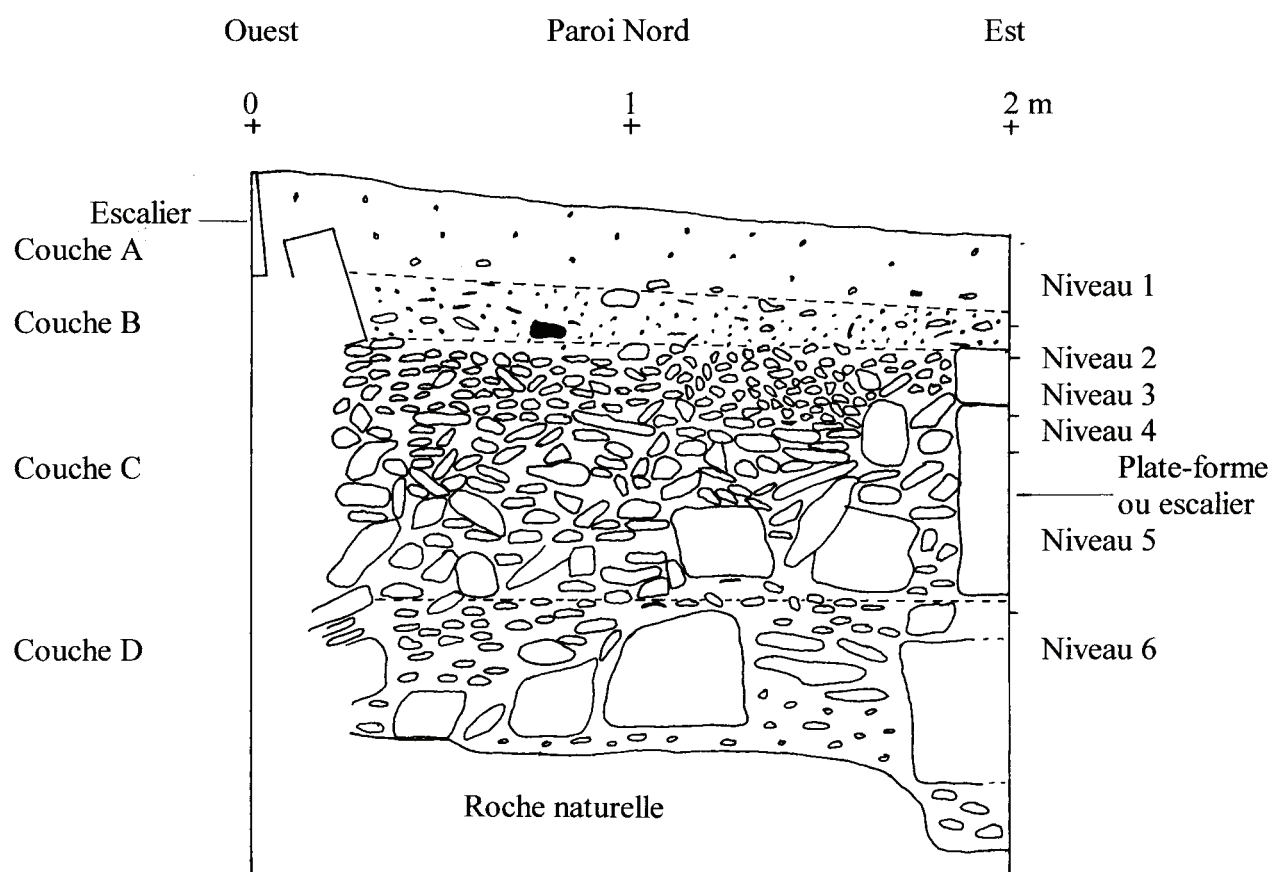 Ouest Paroi Nord Est
0 1 2 m
Escalier
Couche A
Niveau 1
Couche B
Niveau 2
Niveau 3
Niveau 4
Couche C
Plate-forme
ou escalier
Niveau 5
Couche D
Niveau 6
Roche naturelle